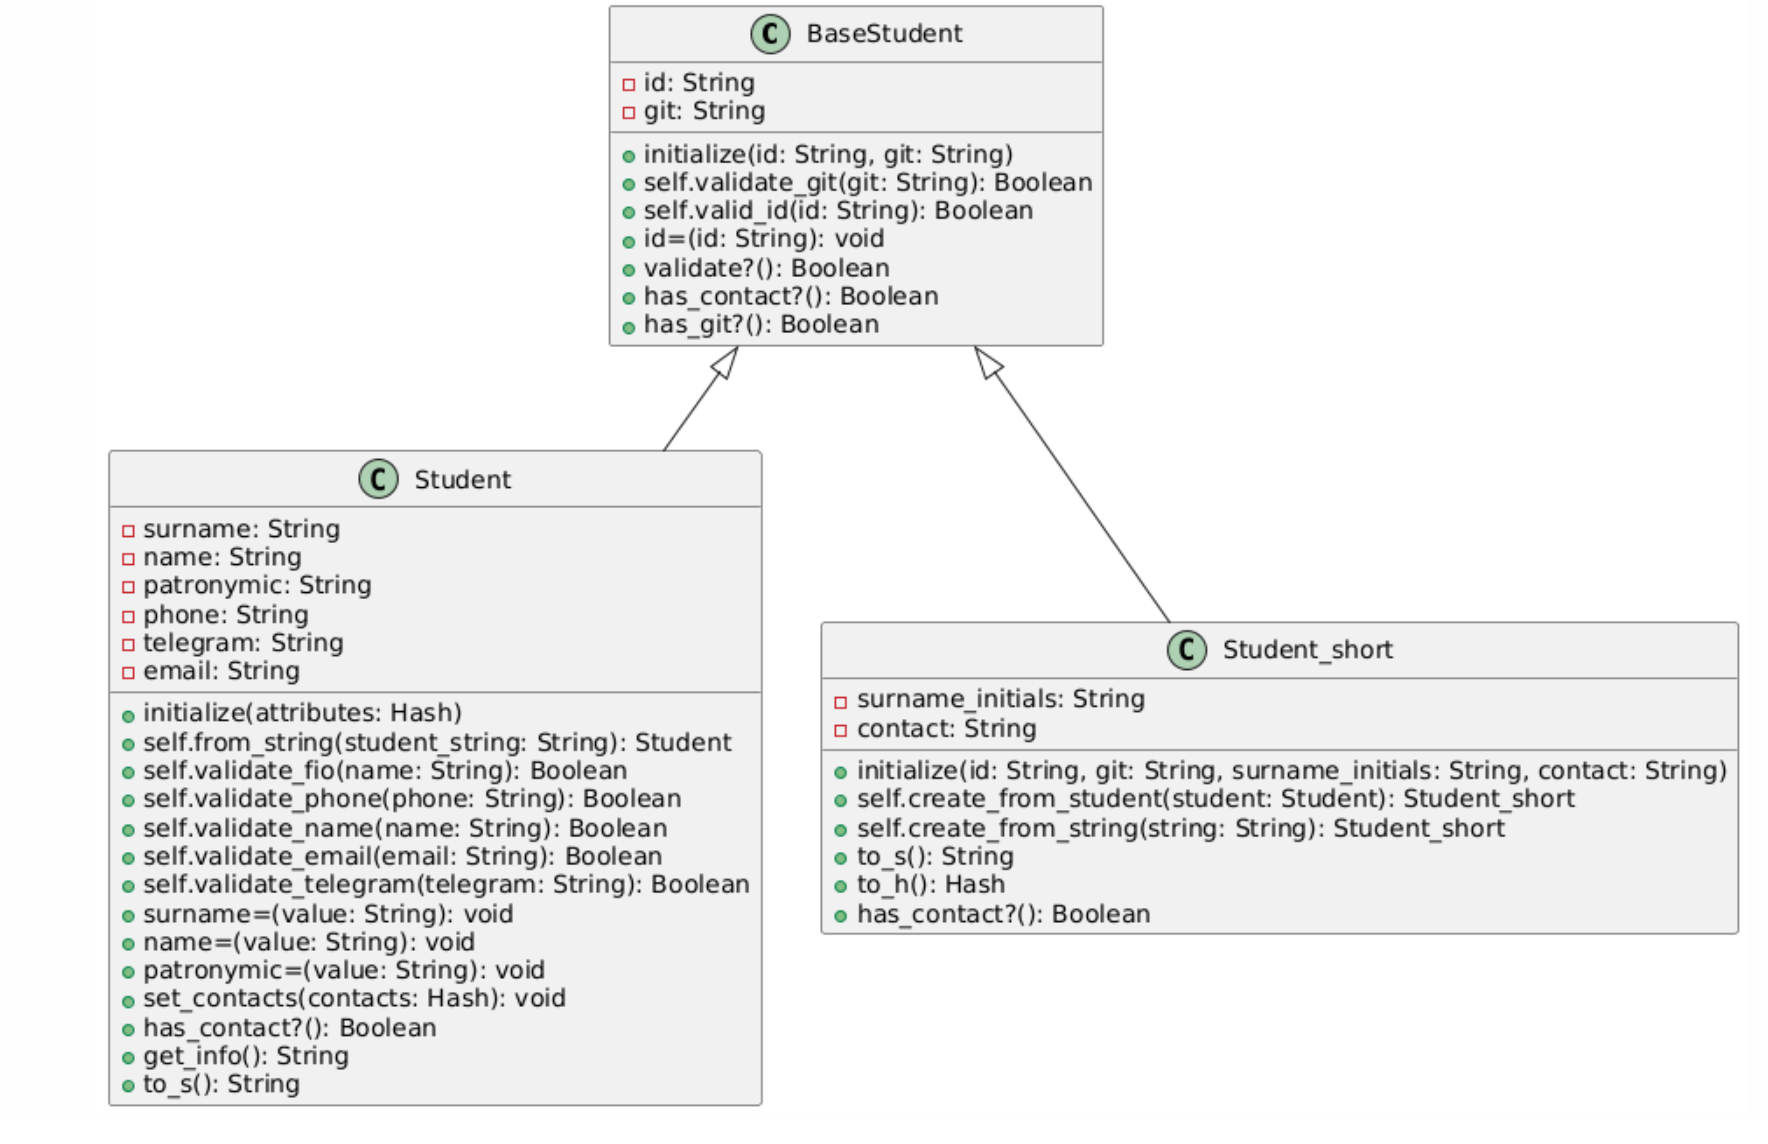 C BaseStudent
id: String
git: String
initialize(id: String, git: String)
self.validate_git(git: String): Boolean
self.valid_id(id: String): Boolean
id=(id: String): void
validate?(): Boolean
has_contact?(): Boolean
has_git?(): Boolean
C Student
surname: String
name: String
patronymic: String
phone: String
telegram: String
email: String
initialize(attributes: Hash)
self.from_string(student_string: String): Student
self.validate_fio(name: String): Boolean
self.validate_phone(phone: String): Boolean
self.validate_name(name: String): Boolean
self.validate_email(email: String): Boolean
self.validate_telegram(telegram: String): Boolean
surname=(value: String): void
name=(value: String): void
patronymic=(value: String): void
set_contacts(contacts: Hash): void
has_contact?(): Boolean
get_info(): String
to_s(): String
C Student_short
surname_initials: String
contact: String
initialize(id: String, git: String, surname_initials: String, contact: String)
self.create_from_student(student: Student): Student_short
self.create_from_string(string: String): Student_short
to_s(): String
to_h(): Hash
has_contact?(): Boolean